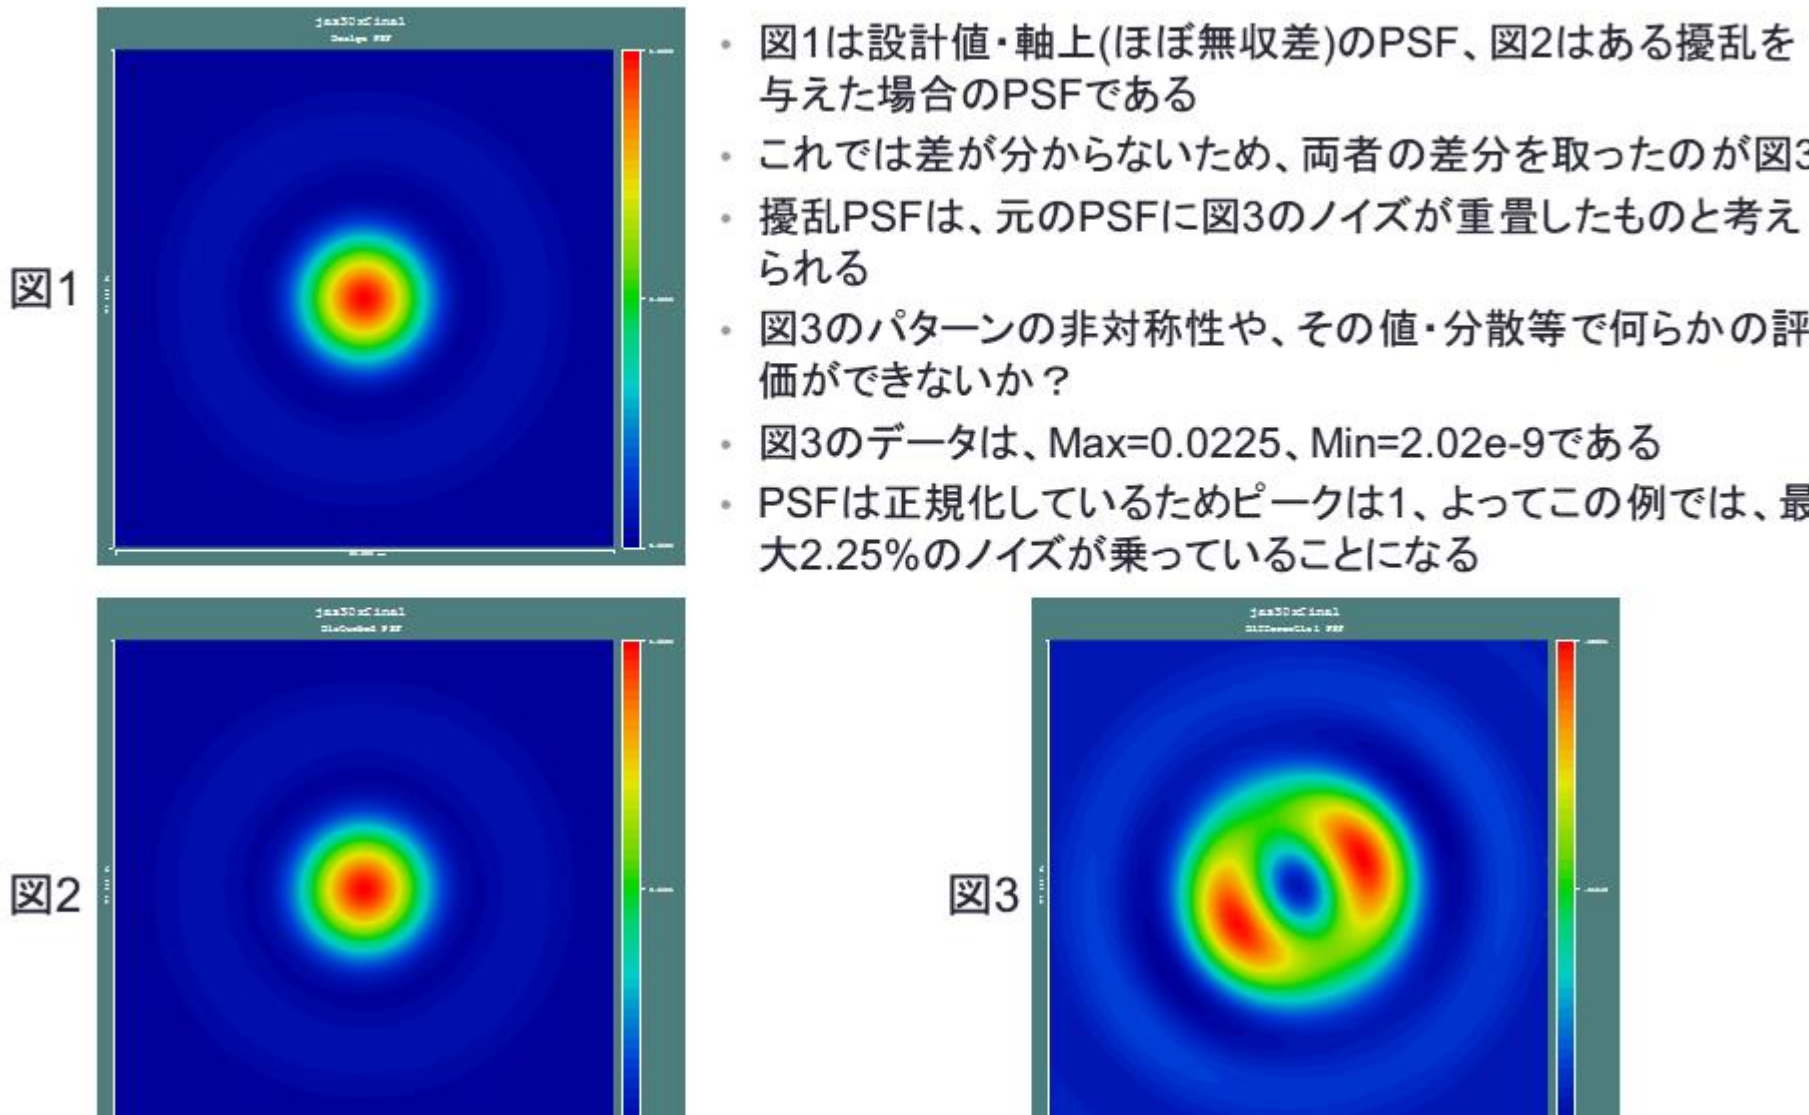 jas30xfinal
Design PSF
図1は設計値・軸上(ほぼ無収差)のPSF、図2はある擾乱を
与えた場合のPSFである
これでは差が分からないため、両者の差分を取ったのが図3
擾乱PSFは、元のPSFに図3のノイズが重畳したものと考え
られる
図3のパターンの非対称性や、その値・分散等で何らかの評
価ができないか？
図3のデータは、Max=0.0225、Min=2.02e-9である
PSFは正規化しているためピークは1、よってこの例では、最
大2.25%のノイズが乗っていることになる
図1
jas30xfinal
図2
jas30xfinal
図3